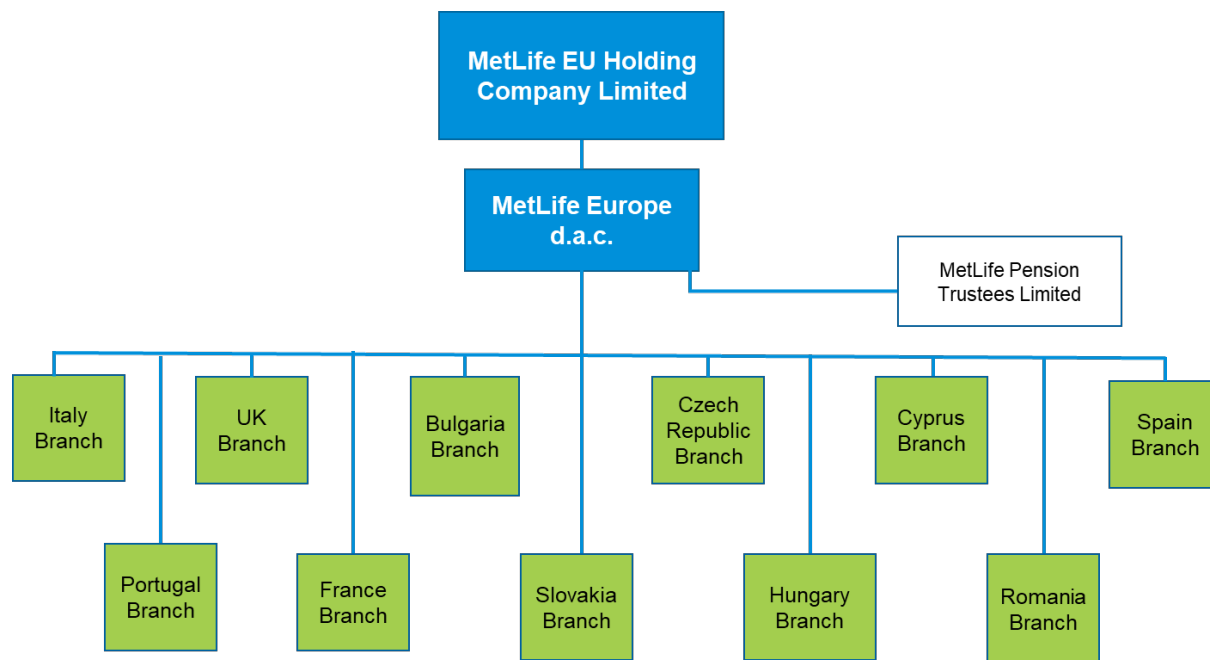 MetLife EU Holding
Company Limited
MetLife Europe
d.a.c.
MetLife Pension
Trustees Limited
Italy
Branch
UK
Branch
Bulgaria
Branch
Czech
Republic
Branch
Cyprus
Branch
Spain
Branch
Portugal
Branch
France
Branch
Slovakia
Branch
Hungary
Branch
Romania
Branch